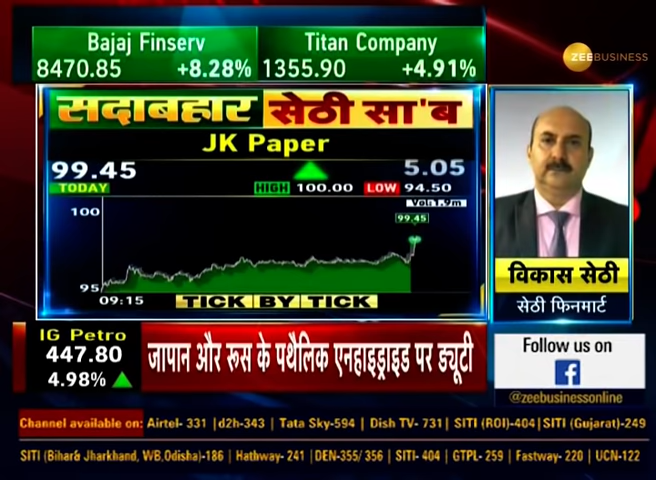 Bajaj Finserv
8470.85 +8.28%
Titan Company
1355.90 +4.91%
ZEEBUSINESS
सदाबहार सेठी सा'ब
JK Paper
99.45 5.05
TODAY HIGH 100.00 LOW 94.50
Vol:1.9m
99.45
100
95
09:15
TICK BY TICK
विकास सेठी
सेठी फिनमार्ट
IG Petro
447.80
4.98%
जापान और रूस के पथैलिक एनहाइड्राइड पर ड्यूटी
Follow us on
f
@zeebusinessonline
Channel available on: Airtel- 331 |d2h-343 | Tata Sky-594 | Dish TV- 731| SITI (ROI)-404|SITI (Gujarat)-249
SITI (Bihar& Jharkhand, WB,Odisha)-186 | Hathway- 241 |DEN-355/ 356 | SITI- 404 | GTPL- 259 | Fastway- 220 | UCN-122